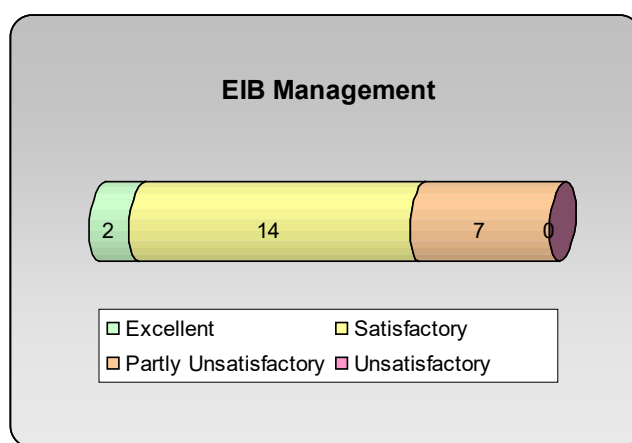 EIB Management
2 14 7 0
Excellent Satisfactory
Partly Unsatisfactory Unsatisfactory